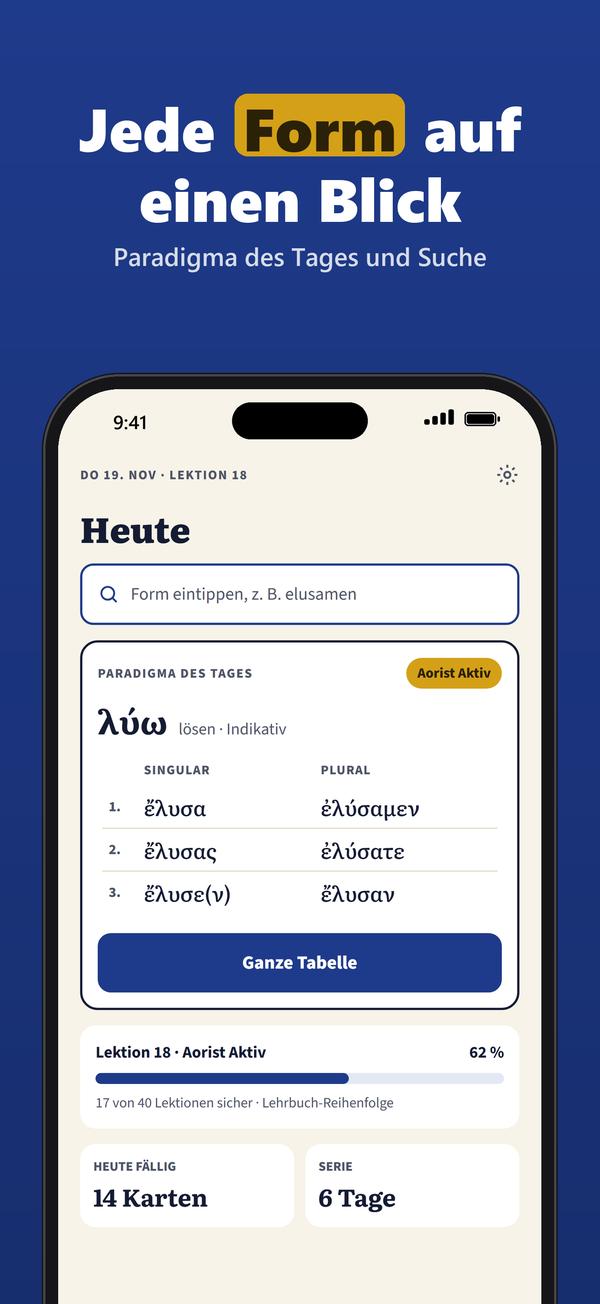 Jede Form auf
einen Blick
Paradigma des Tages und Suche
9:41
DO 19. NOV · LEKTION 18
Heute
Form eintippen, z. B. elusamen
PARADIGMA DES TAGES
Aorist Aktiv
λύω lösen · Indikativ
SINGULAR PLURAL
1. ἔλυσα ἐλύσαμεν
2. ἔλυσας ἐλύσατε
3. ἔλυσε(ν) ἔλυσαν
Ganze Tabelle
Lektion 18 · Aorist Aktiv 62 %
17 von 40 Lektionen sicher · Lehrbuch-Reihenfolge
HEUTE FÄLLIG SERIE
14 Karten 6 Tage